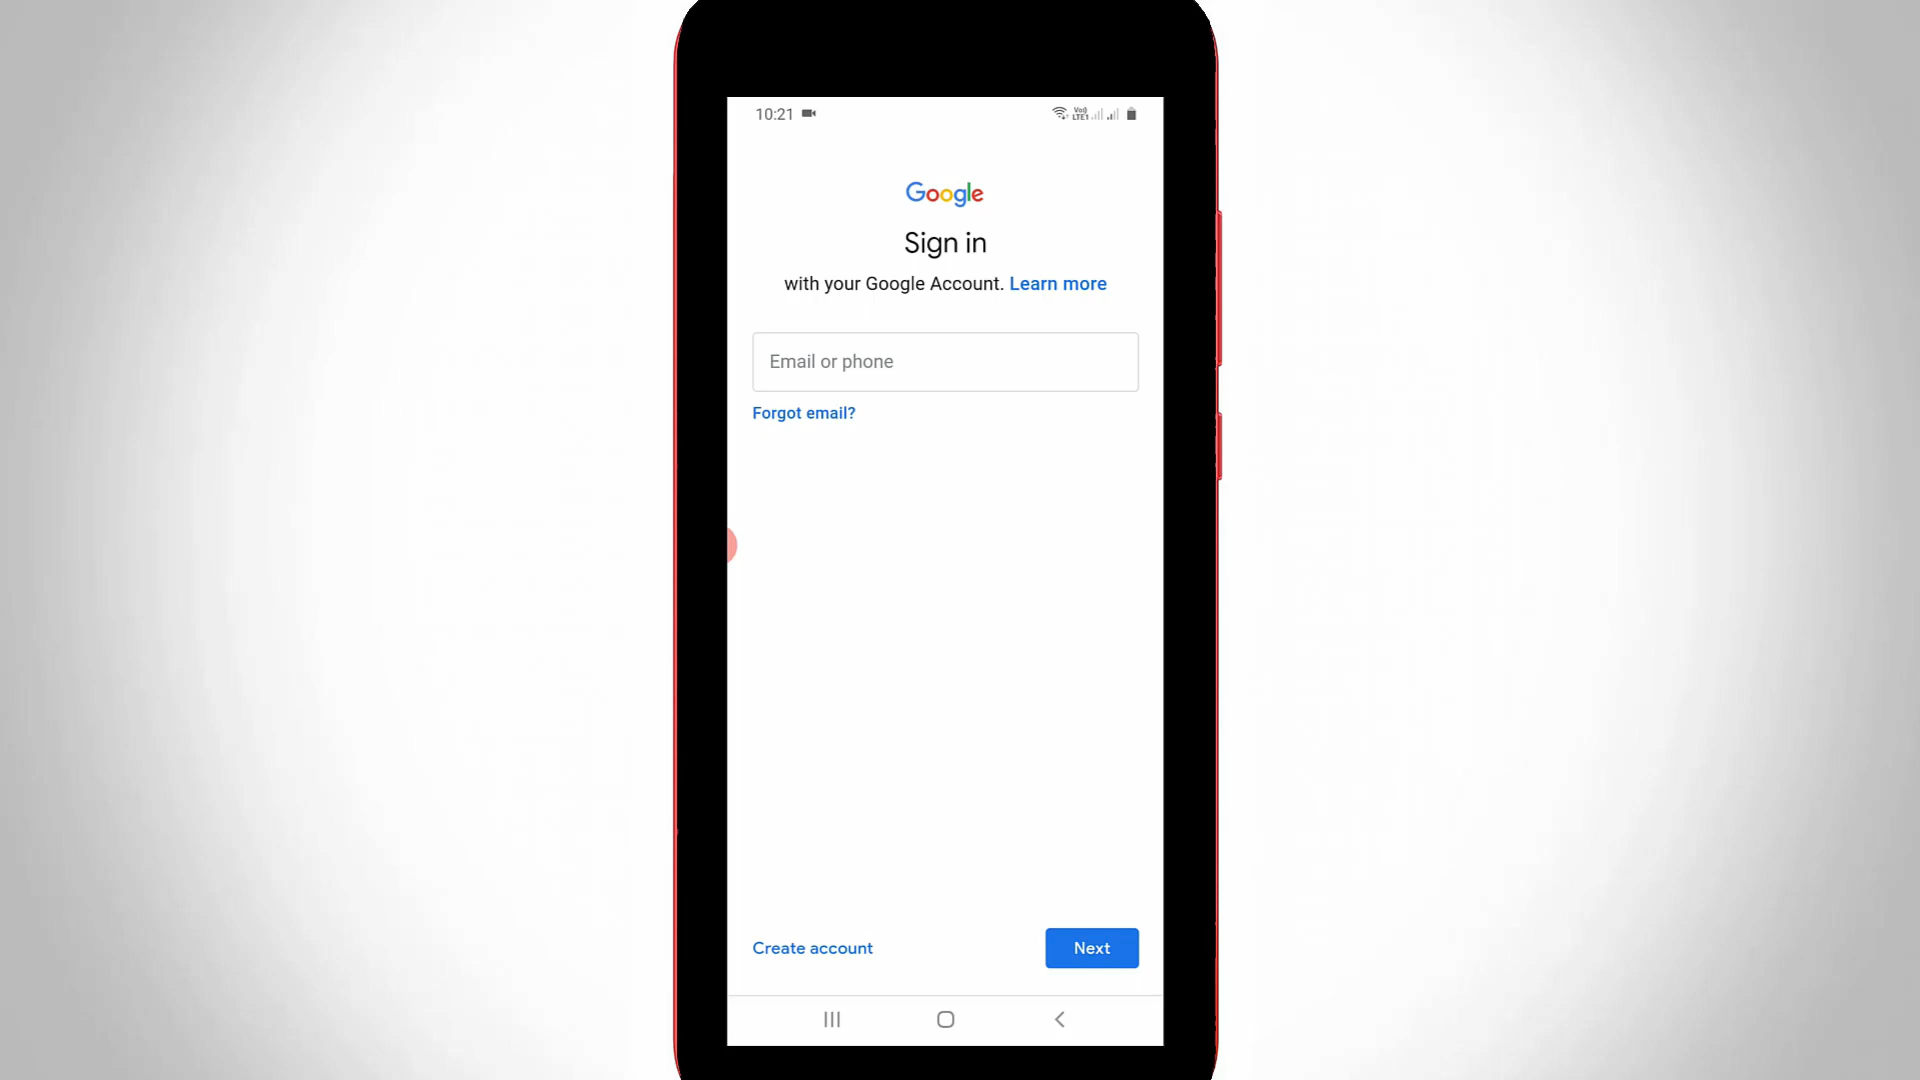 10:21
Google
Sign in
with your Google Account. Learn more
Email or phone
Forgot email?
Create account
Next